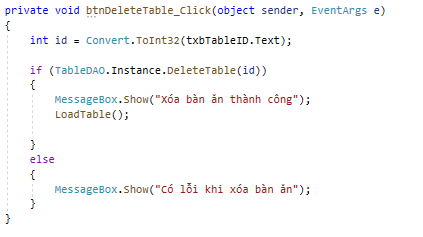 private void btnDeleteTable_Click(object sender, EventArgs e)
{
int id = Convert.ToInt32(txbTableID.Text);
if (TableDAO.Instance.DeleteTable(id))
{
MessageBox.Show("Xóa bàn ăn thành công");
LoadTable();
}
else
{
MessageBox.Show("Có lỗi khi xóa bàn ăn");
}
}